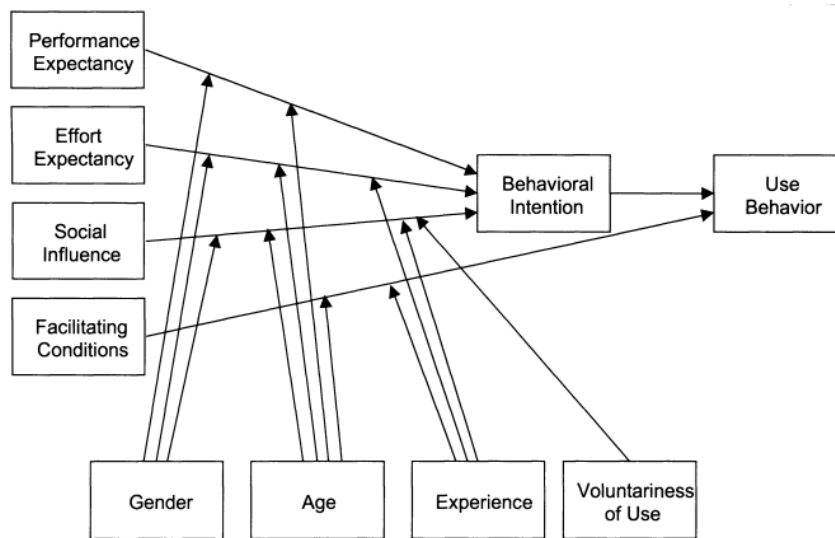 Performance
Expectancy
Effort
Expectancy
Social
Influence
Facilitating
Conditions
Behavioral
Intention
Use
Behavior
Gender
Age
Experience
Voluntariness
of Use